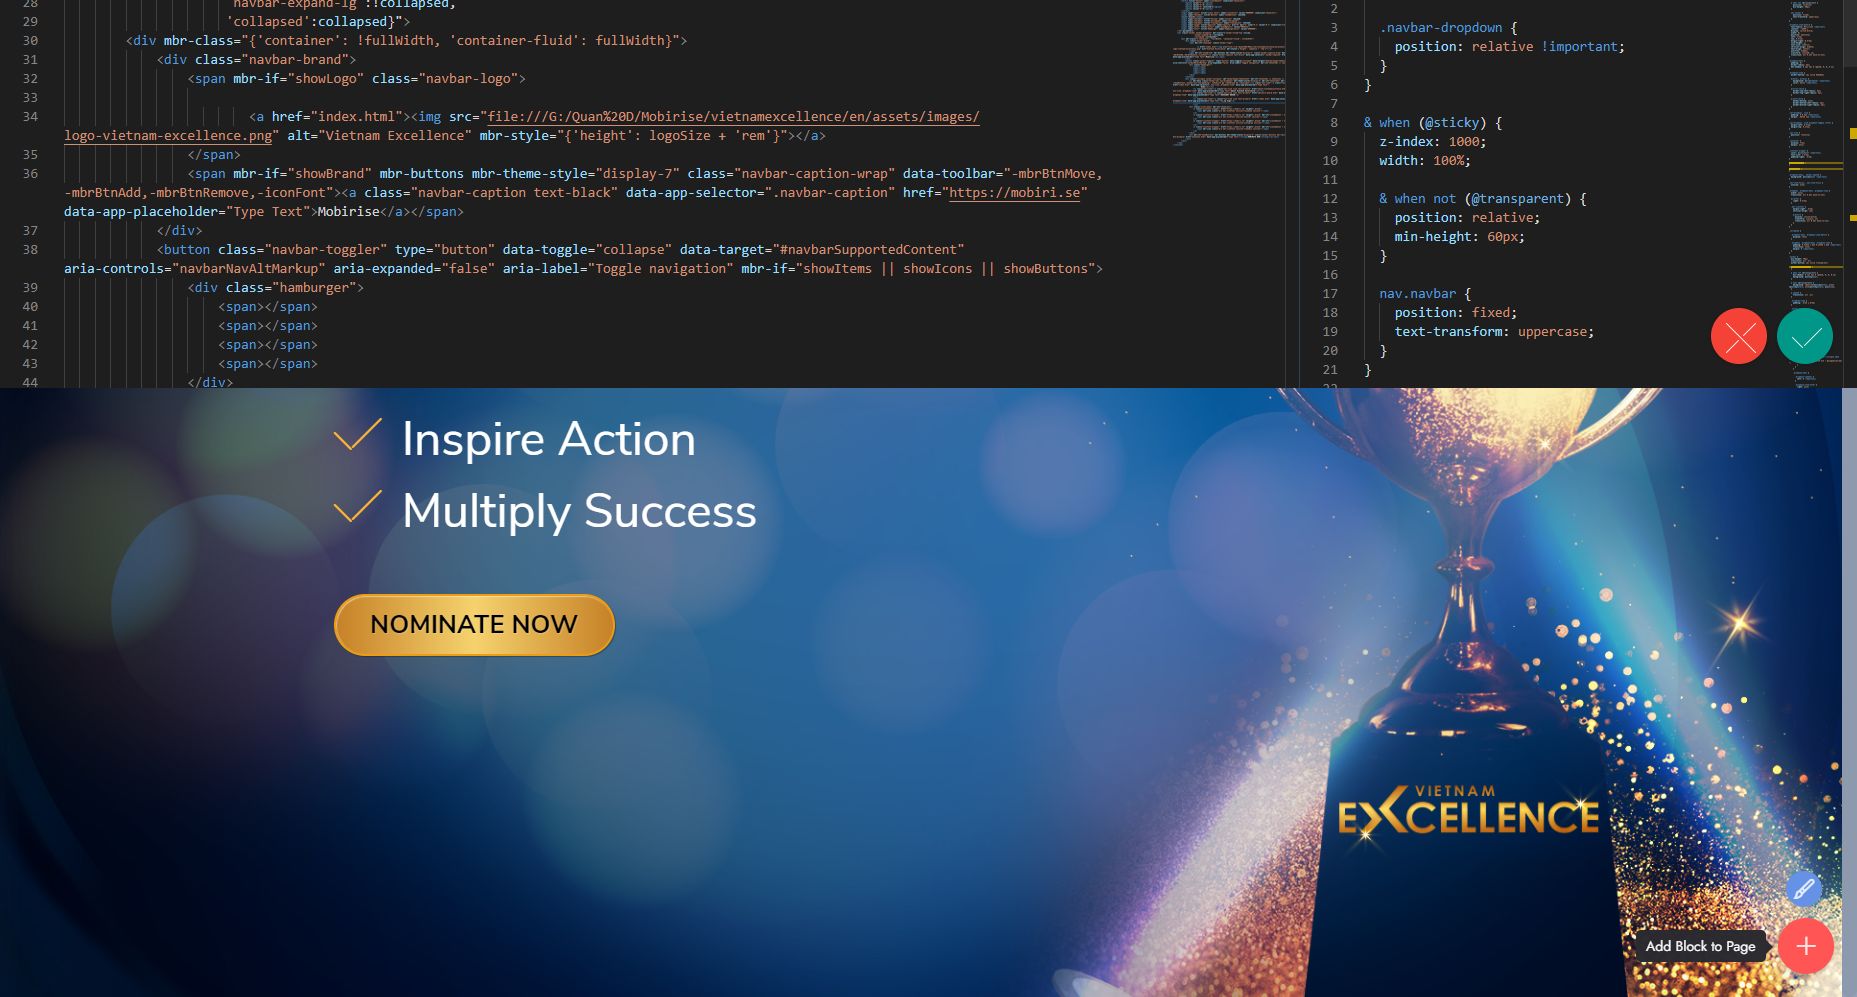 28 'navbar-expand-lg':!collapsed,
29 'collapsed':collapsed}">
30 <div mbr-class="{'container': !fullWidth, 'container-fluid': fullWidth}">
31 <div class="navbar-brand">
32 <span mbr-if="showLogo" class="navbar-logo">
33
34 <a href="index.html"><img src="file:///G:/Quan%20D/Mobirise/vietnamexcellence/en/assets/images/
logo-vietnam-excellence.png" alt="Vietnam Excellence" mbr-style="{'height': logoSize + 'rem'}"></a>
35 </span>
36 <span mbr-if="showBrand" mbr-buttons mbr-theme-style="display-7" class="navbar-caption-wrap" data-toolbar="-mbrBtnMove,
-mbrBtnAdd,-mbrBtnRemove,-iconFont"><a class="navbar-caption text-black" data-app-selector=".navbar-caption" href="https://mobiri.se"
data-app-placeholder="Type Text">Mobirise</a></span>
37 </div>
38 <button class="navbar-toggler" type="button" data-toggle="collapse" data-target="#navbarSupportedContent"
aria-controls="navbarNavAltMarkup" aria-expanded="false" aria-label="Toggle navigation" mbr-if="showItems || showIcons || showButtons">
39 <div class="hamburger">
40 <span></span>
41 <span></span>
42 <span></span>
43 <span></span>
44 </div>
2
3 .navbar-dropdown {
4 position: relative !important;
5 }
6 }
7
8 & when (@sticky) {
9 z-index: 1000;
10 width: 100%;
11
12 & when not (@transparent) {
13 position: relative;
14 min-height: 60px;
15 }
16
17 nav.navbar {
18 position: fixed;
19 text-transform: uppercase;
20 }
21 }
Inspire Action
Multiply Success
NOMINATE NOW
VIETNAM
EXCELLENCE
Add Block to Page